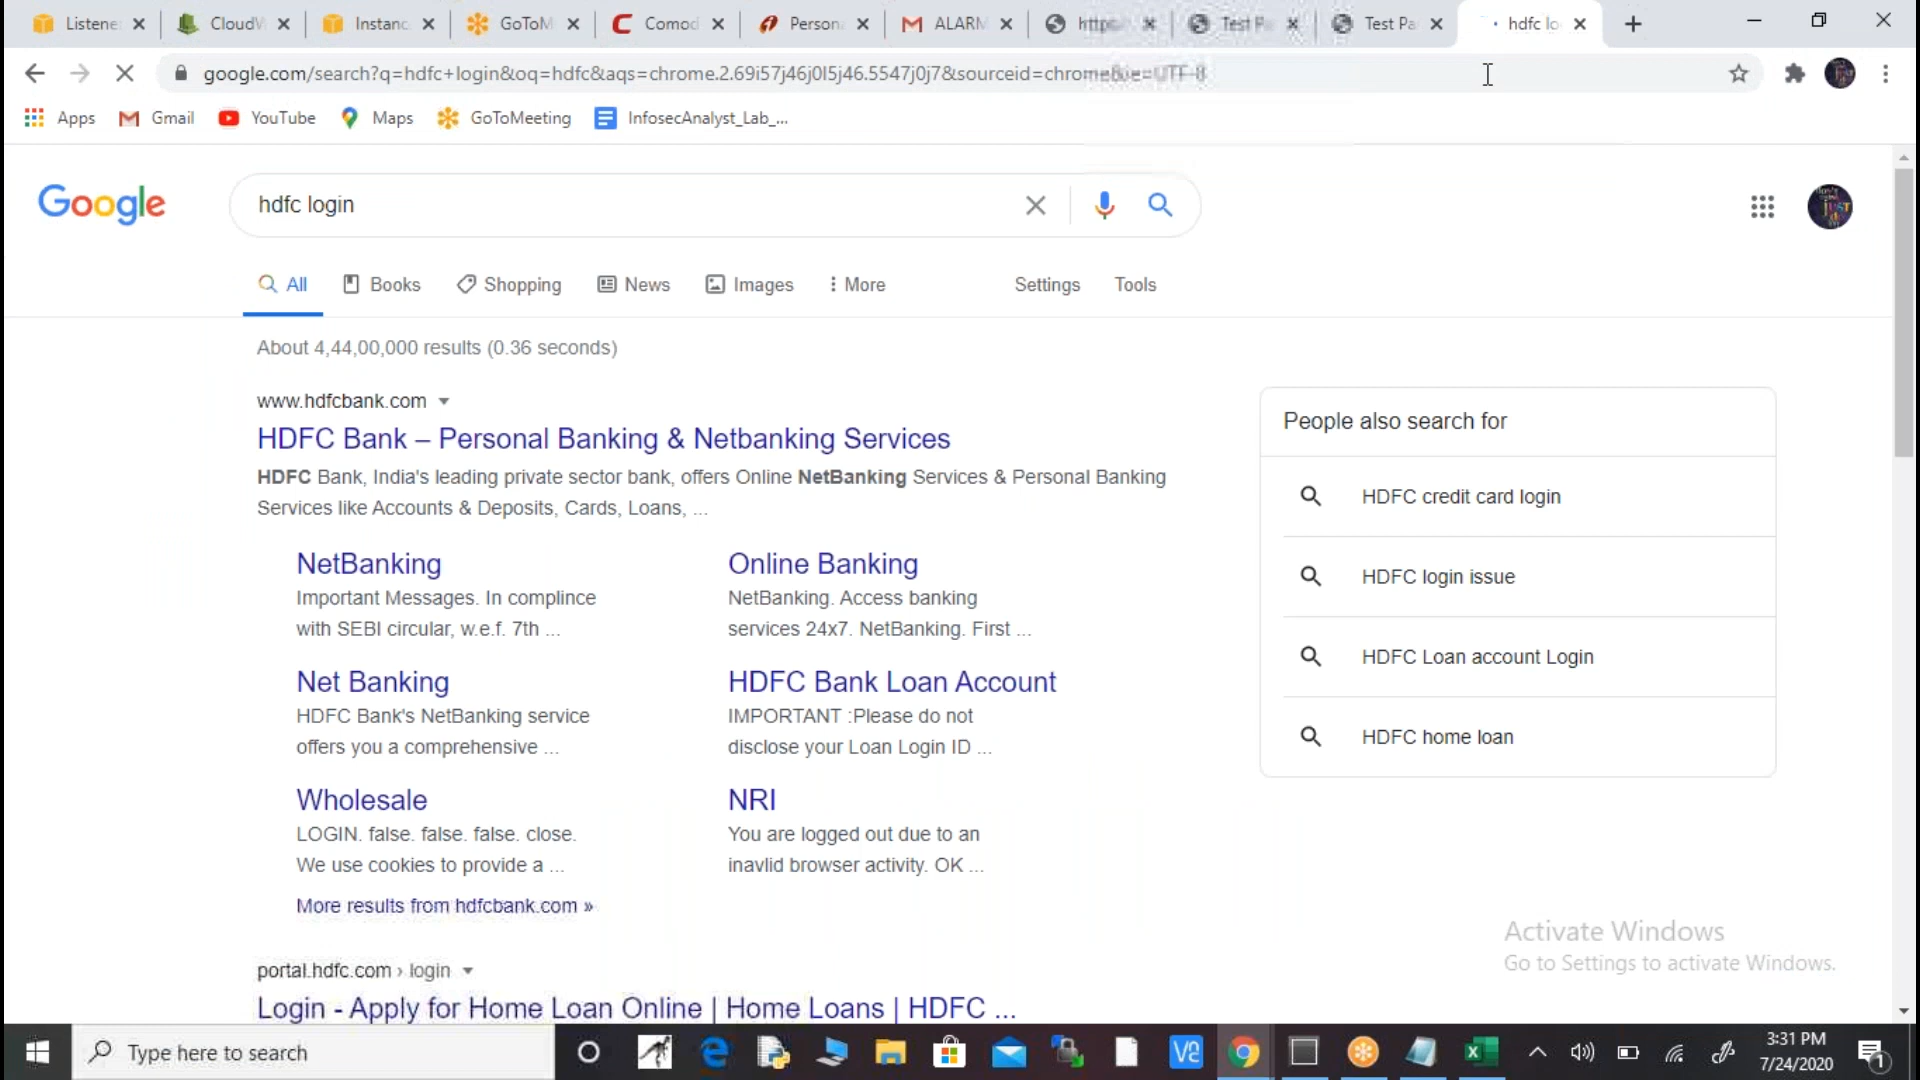 Listene
CloudW
Instanc
GoToM
Comod
Person
ALARM
https
Test Pa
Test Pa
hdfc lo
google.com/search?q=hdfc+login&oq=hdfc&aqs=chrome.2.69i57j46j0l5j46.5547j0j7&sourceid=chrome&ie=UTF-8
Apps
Gmail
YouTube
Maps
GoToMeeting
InfosecAnalyst_Lab_...
Google
hdfc login
All
Books
Shopping
News
Images
More
Settings
Tools
About 4,44,00,000 results (0.36 seconds)
www.hdfcbank.com
HDFC Bank – Personal Banking & Netbanking Services
HDFC Bank, India's leading private sector bank, offers Online NetBanking Services & Personal Banking
Services like Accounts & Deposits, Cards, Loans, ...
NetBanking
Important Messages. In complince
with SEBI circular, w.e.f. 7th ...
Online Banking
NetBanking. Access banking
services 24x7. NetBanking. First ...
Net Banking
HDFC Bank's NetBanking service
offers you a comprehensive ...
HDFC Bank Loan Account
IMPORTANT :Please do not
disclose your Loan Login ID ...
Wholesale
LOGIN. false. false. false. close.
We use cookies to provide a ...
NRI
You are logged out due to an
inavlid browser activity. OK ...
More results from hdfcbank.com »
portal.hdfc.com › login
Login - Apply for Home Loan Online | Home Loans | HDFC ...
People also search for
HDFC credit card login
HDFC login issue
HDFC Loan account Login
HDFC home loan
Activate Windows
Go to Settings to activate Windows.
Type here to search
3:31 PM
7/24/2020
1